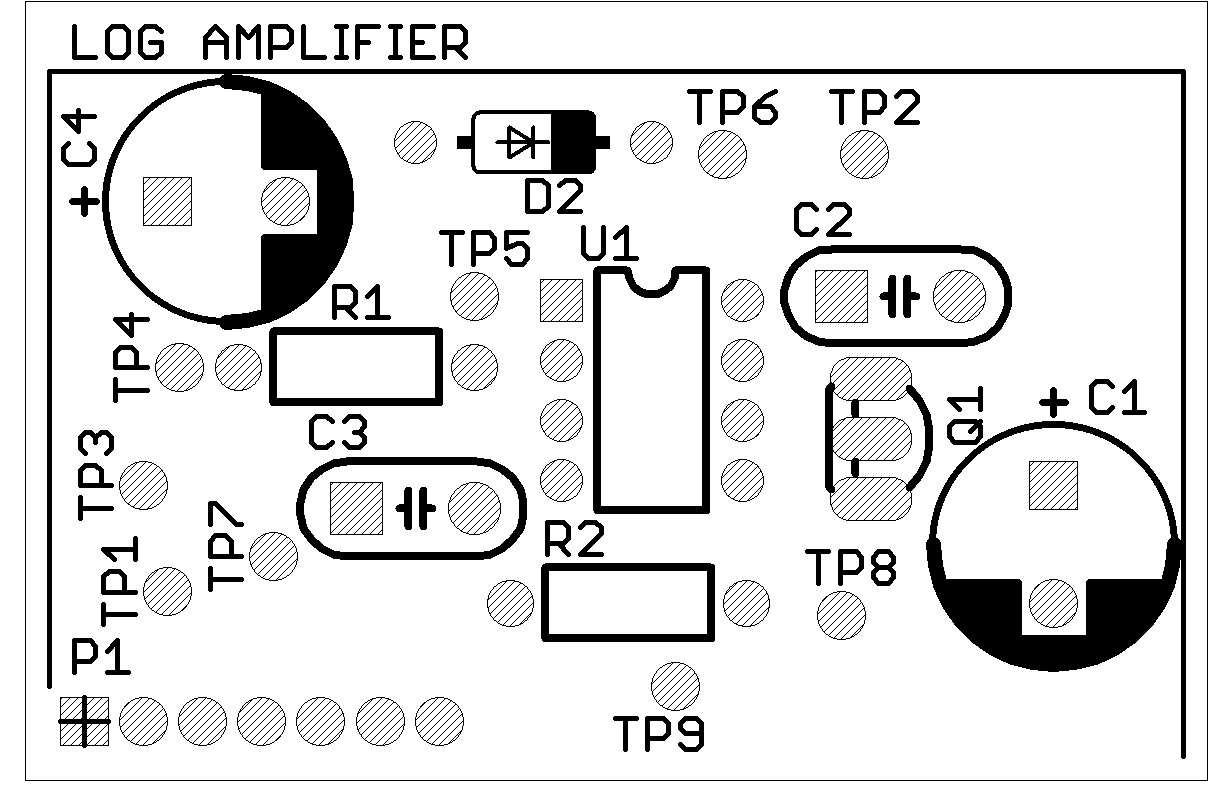 LOG AMPLIFIER
TP6
TP2
+ C4
D2
C2
TP5
U1
R1
TP4
+ C1
Q1
C3
TP3
TP7
R2
TP1
TP8
P1
TP9